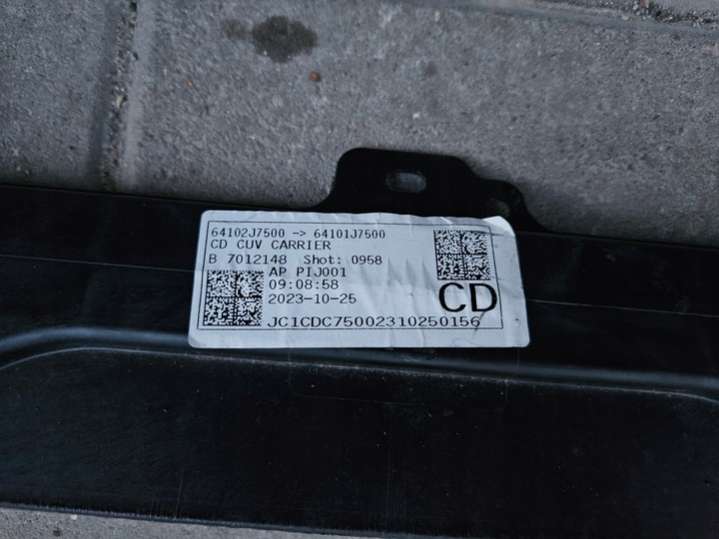 64102J7500 -> 64101J7500
CD CUV CARRIER
B 7012148 Shot: 0958
AP PIJ001
09:08:58
2023-10-25
CD
JC1CDC75002310250156